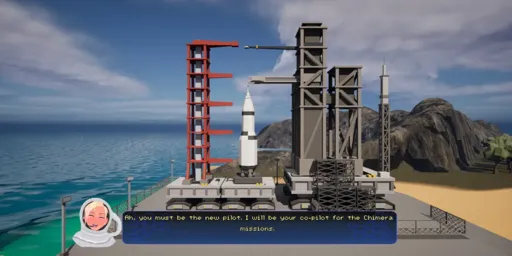 Ah, you must be the new pilot. I will be your co-pilot for the Chimera
missions.